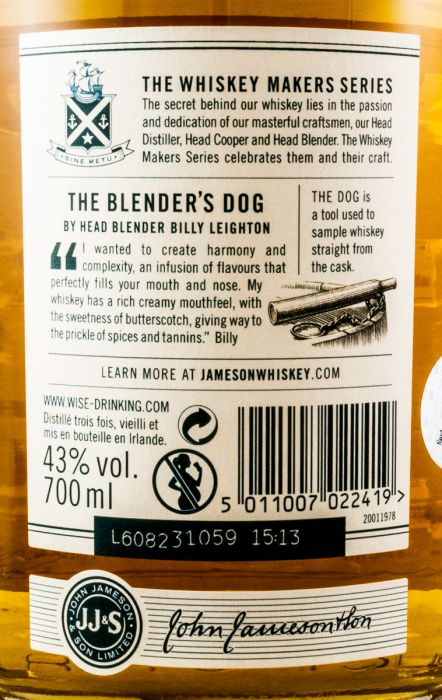 THE WHISKEY MAKERS SERIES
The secret behind our whiskey lies in the passion
and dedication of our masterful craftsmen, our Head
Distiller, Head Cooper and Head Blender. The Whiskey
Makers Series celebrates them and their craft.
SINE METU
THE BLENDER'S DOG
BY HEAD BLENDER BILLY LEIGHTON
“I wanted to create harmony and
complexity, an infusion of flavours that
perfectly fills your mouth and nose. My
whiskey has a rich creamy mouthfeel, with
the sweetness of butterscotch, giving way to
the prickle of spices and tannins.” Billy
THE DOG is
a tool used to
sample whiskey
straight from
the cask.
LEARN MORE AT JAMESONWHISKEY.COM
WWW.WISE-DRINKING.COM
Distillé trois fois, vieilli et
mis en bouteille en Irlande.
43% vol.
700ml
5 011007 022419 >
20011978
L608231059 15:13
JOHN JAMESON
JJ&S
& SON LIMITED
John Jameson & Son